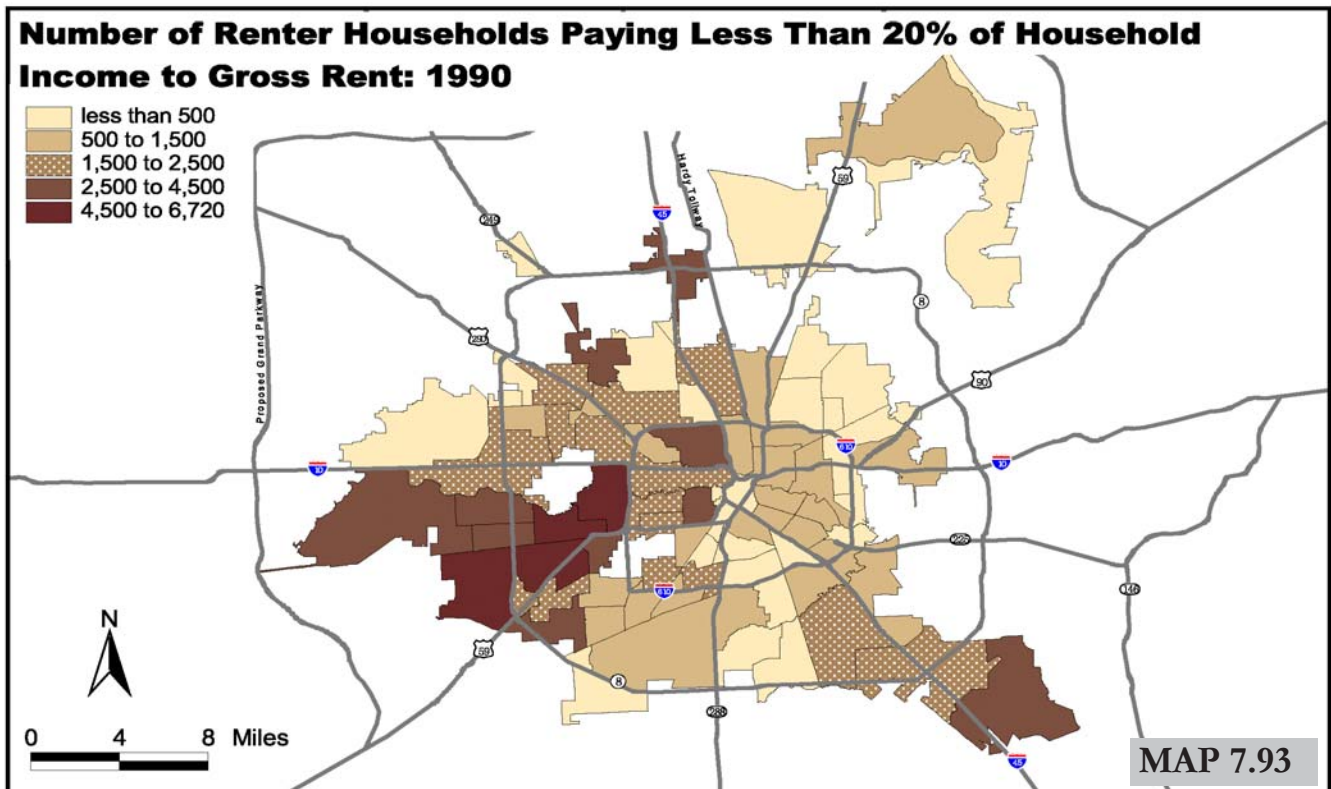 Number of Renter Households Paying Less Than 20% of Household
Income to Gross Rent: 1990
less than 500
500 to 1,500
1,500 to 2,500
2,500 to 4,500
4,500 to 6,720
Hardy Tollway
59
45
249
8
Proposed Grand Parkway
290
90
610
10
10
225
146
610
N
59
8
288
0 4 8 Miles
45
MAP 7.93